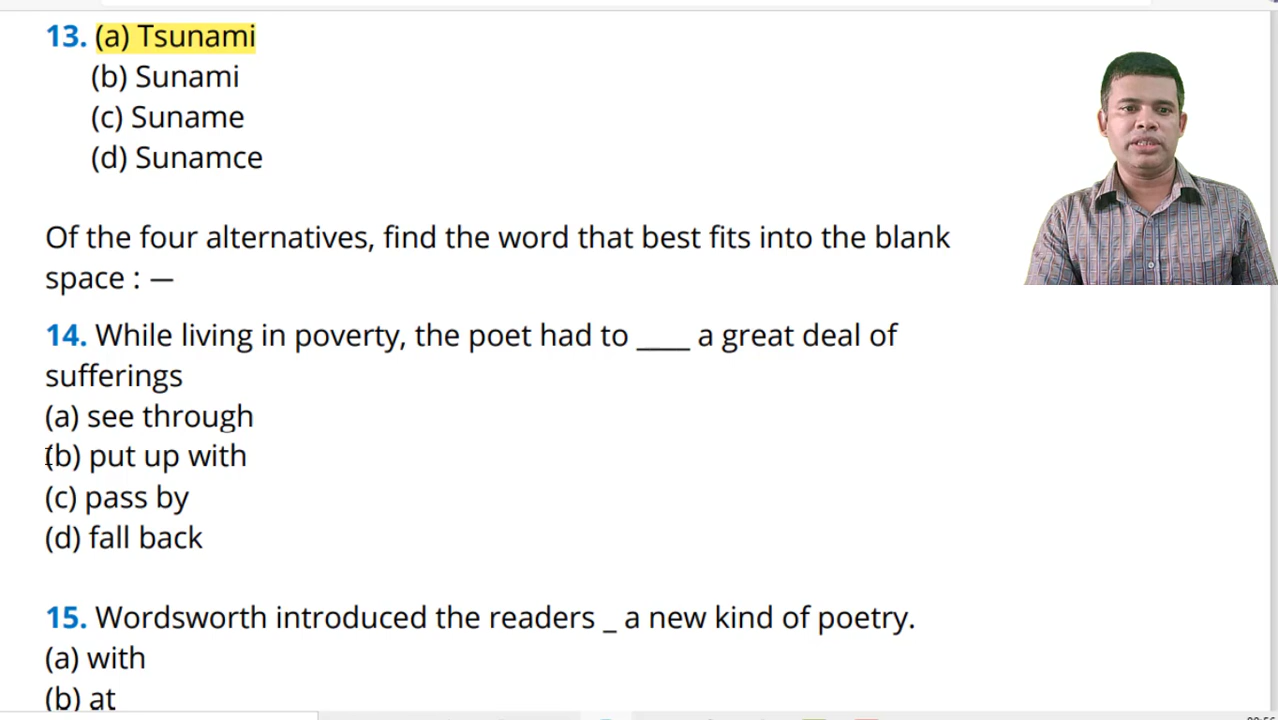 13. (a) Tsunami
(b) Sunami
(c) Suname
(d) Sunamce
Of the four alternatives, find the word that best fits into the blank
space : —
14. While living in poverty, the poet had to ____ a great deal of
sufferings
(a) see through
(b) put up with
(c) pass by
(d) fall back
15. Wordsworth introduced the readers _ a new kind of poetry.
(a) with
(b) at